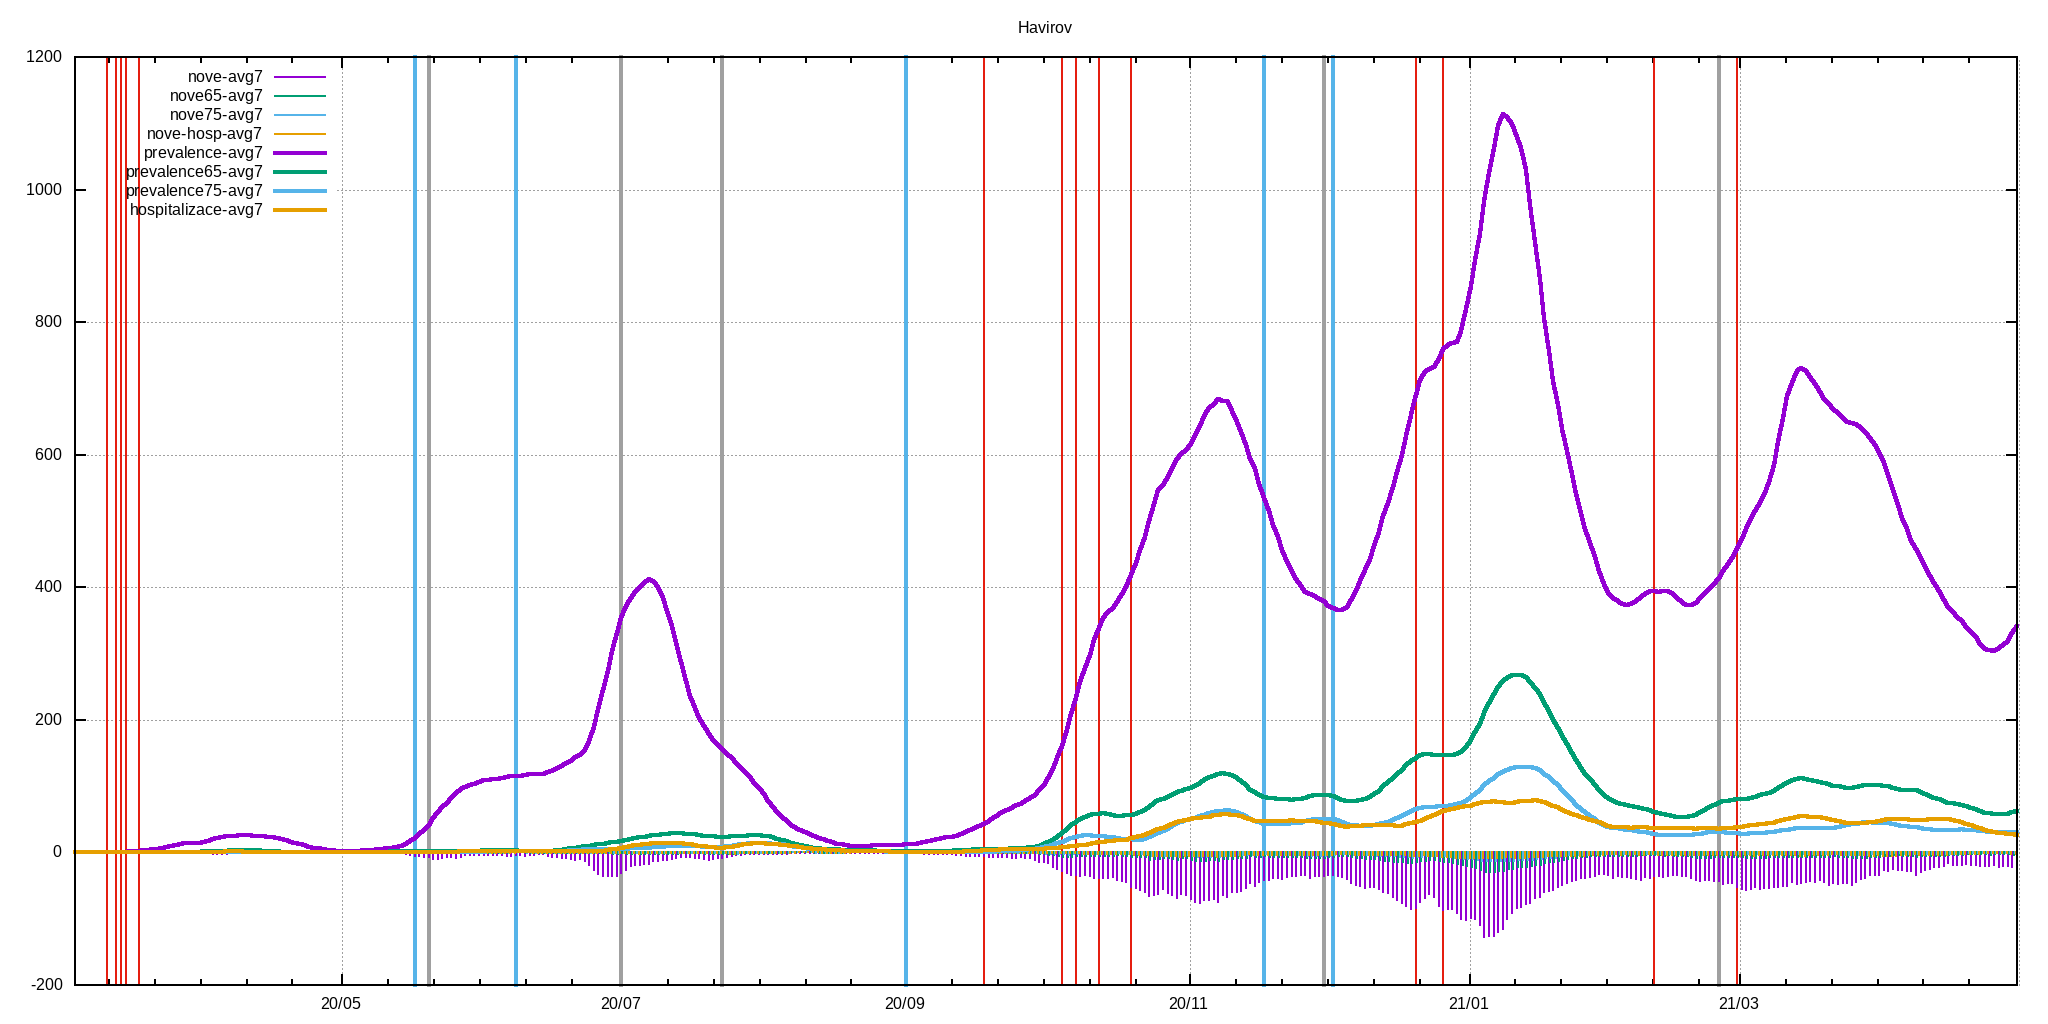 Havirov
1200
1000
800
600
400
200
0
-200
nove-avg7
nove65-avg7
nove75-avg7
nove-hosp-avg7
prevalence-avg7
prevalence65-avg7
prevalence75-avg7
hospitalizace-avg7
20/05 20/07 20/09 20/11 21/01 21/03